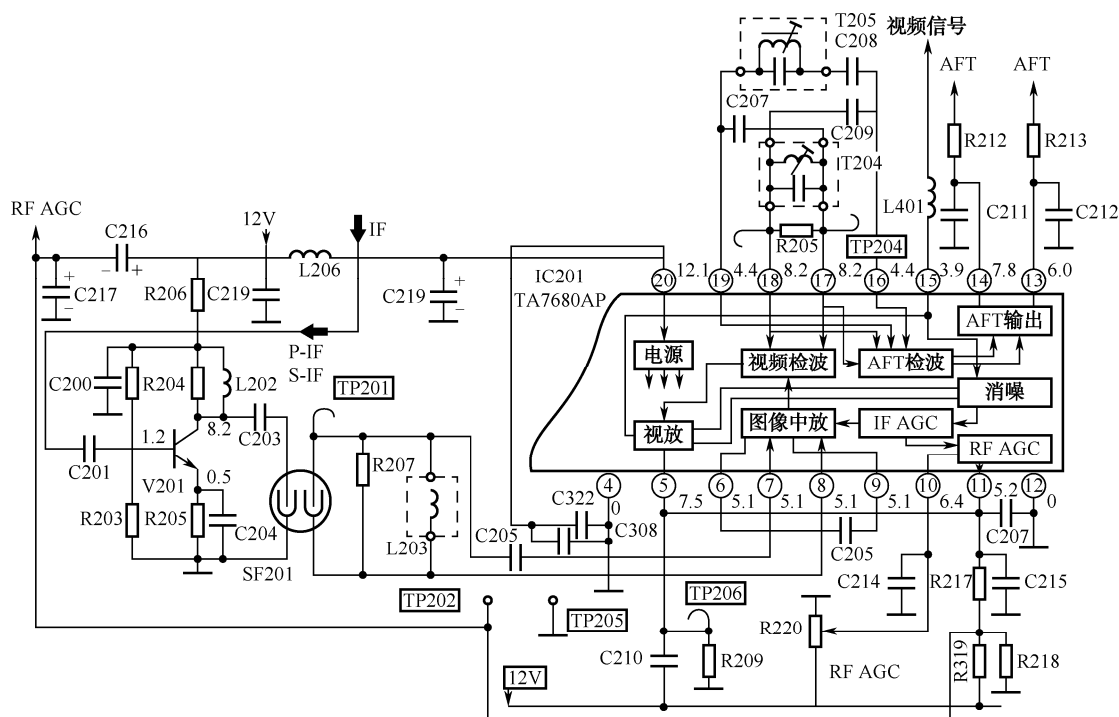 T205
C208
视频信号
AFT
AFT
C207
C209
R212
R213
T204
RF AGC
C216
12V
IF
L401
C211
C212
L206
R205
TP204
C217
R206
C219
C219
IC201
TA7680AP
20
12.1
19
4.4
18
8.2
17
8.2
16
4.4
15
3.9
14
7.8
13
6.0
P-IF
S-IF
AFT输出
电源
视频检波
AFT检波
C200
R204
L202
TP201
消噪
8.2
C203
视放
图像中放
IF AGC
RF AGC
1.2
C201
V201
0.5
R207
4
0
5
7.5
6
5.1
7
5.1
8
5.1
9
5.1
10
6.4
11
5.2
12
0
C322
C308
R203
R205
C204
L203
C205
C205
C207
SF201
TP202
TP205
TP206
C214
R217
C215
R220
C210
R209
RF AGC
R319
R218
12V